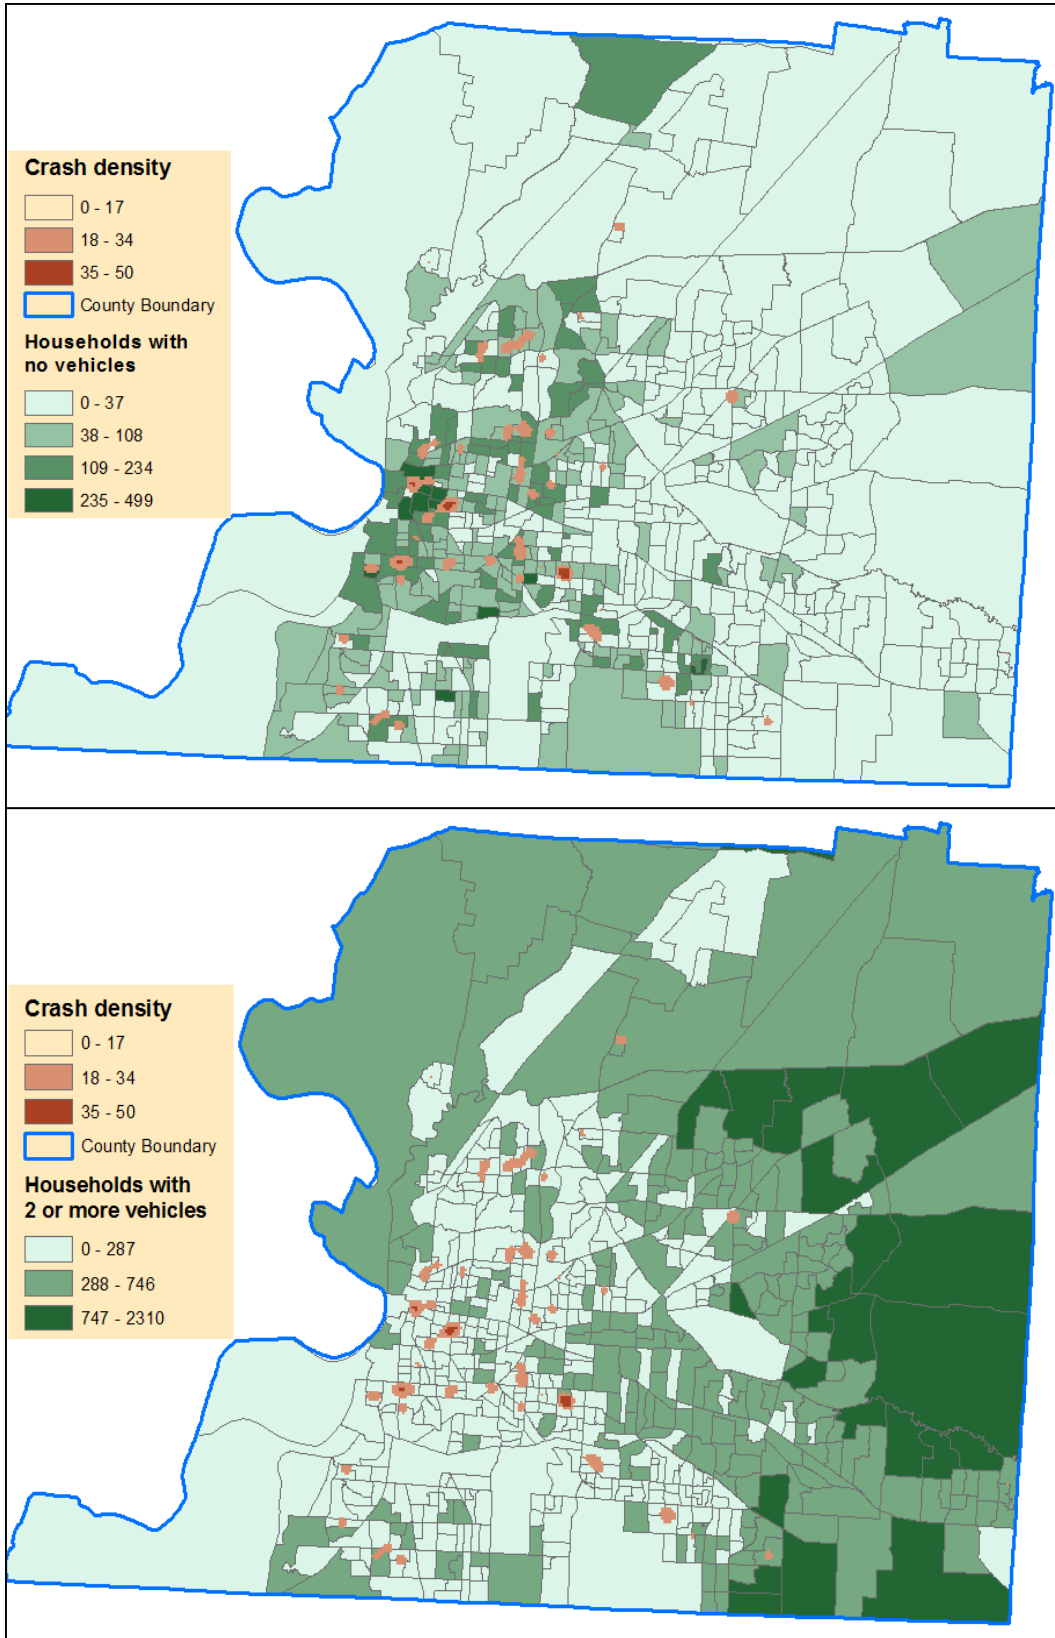 Crash density
0 - 17
18 - 34
35 - 50
County Boundary
Households with
no vehicles
0 - 37
38 - 108
109 - 234
235 - 499
Crash density
0 - 17
18 - 34
35 - 50
County Boundary
Households with
2 or more vehicles
0 - 287
288 - 746
747 - 2310